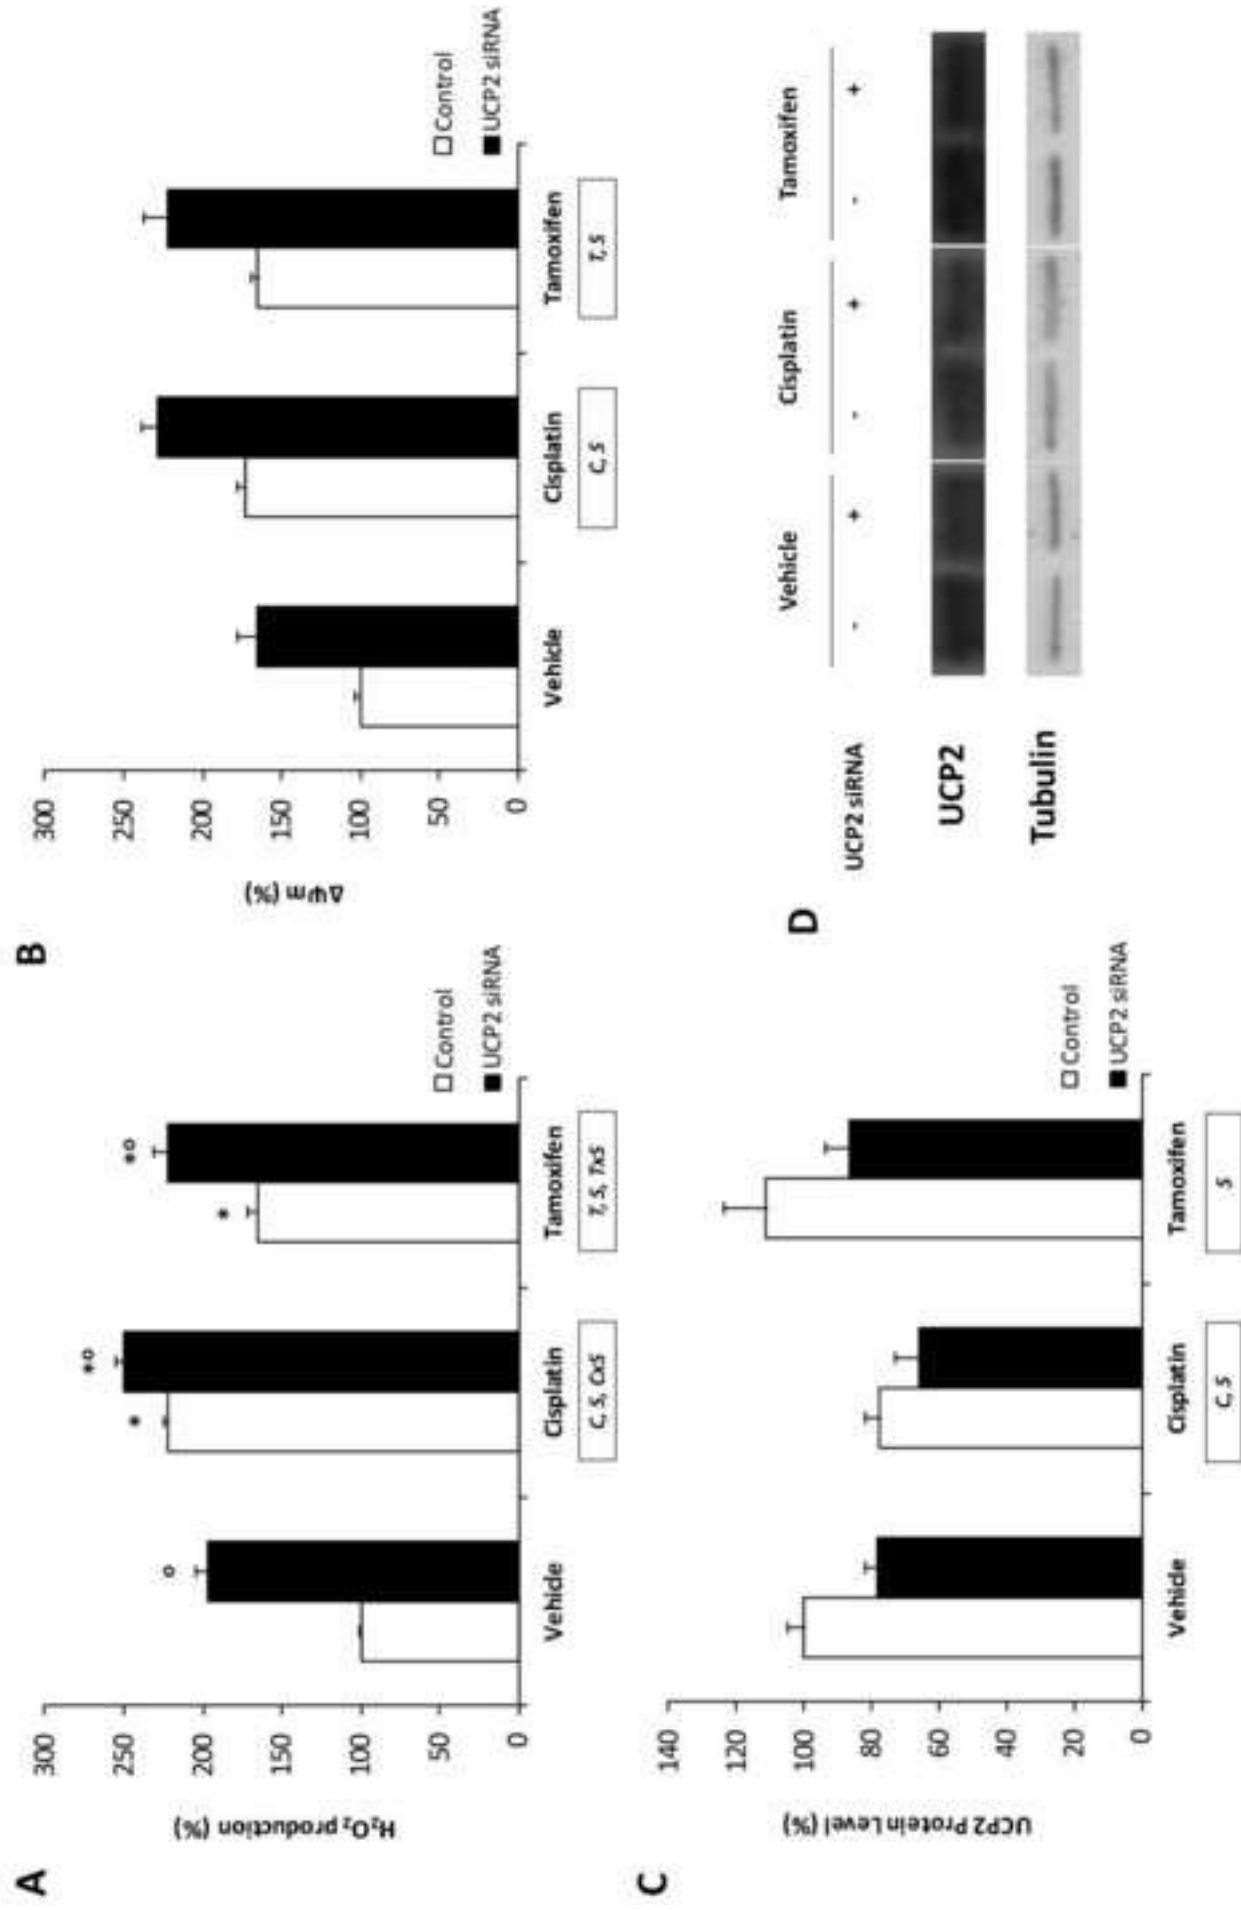 A
H₂O₂ production (%)
300
250
200
150
100
50
0
o
*
*o
*
*o
Vehicle
Cisplatin
Tamoxifen
C, S, CxS
T, S, TxS
Control
UCP2 siRNA
B
ΔΨm (%)
300
250
200
150
100
50
0
Vehicle
Cisplatin
Tamoxifen
C, S
T, S
Control
UCP2 siRNA
C
UCP2 Protein Level (%)
140
120
100
80
60
40
20
0
Vehicle
Cisplatin
Tamoxifen
C, S
S
Control
UCP2 siRNA
D
Vehicle Cisplatin Tamoxifen
UCP2 siRNA - + - + - +
UCP2
Tubulin